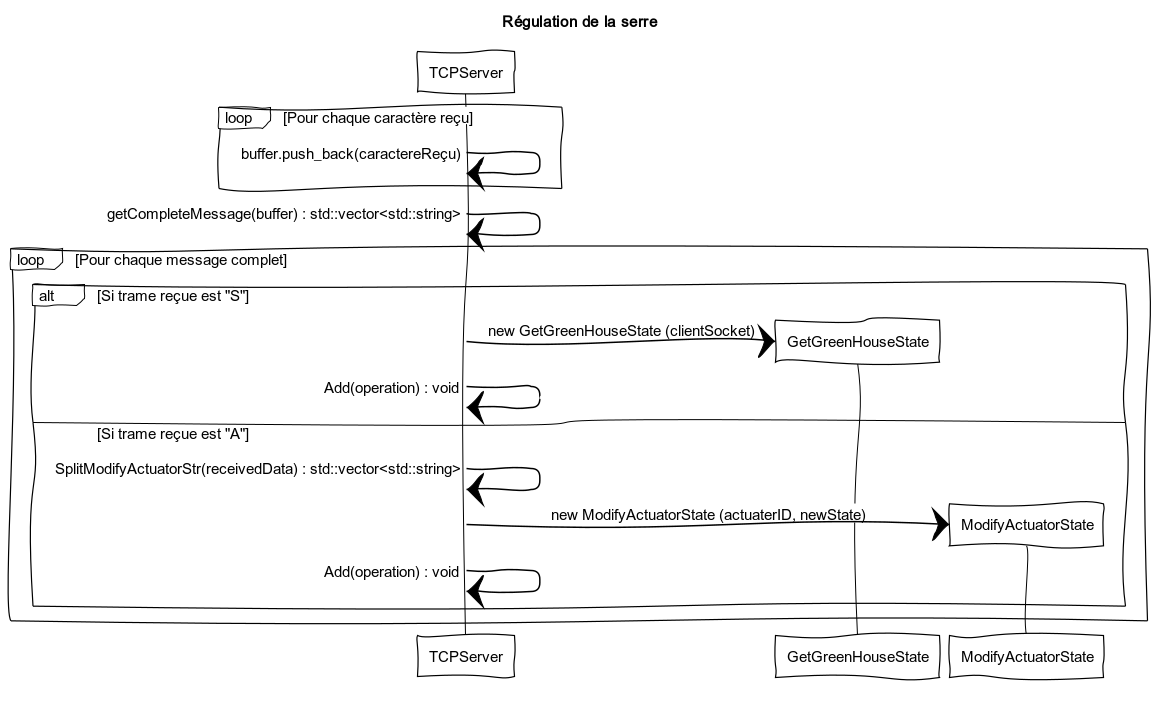 Régulation de la serre
TCPServer
loop [Pour chaque caractère reçu]
buffer.push_back(caractereReçu)
getCompleteMessage(buffer) : std::vector<std::string>
loop [Pour chaque message complet]
alt [Si trame reçue est "S"]
new GetGreenHouseState (clientSocket)
GetGreenHouseState
Add(operation) : void
[Si trame reçue est "A"]
SplitModifyActuatorStr(receivedData) : std::vector<std::string>
new ModifyActuatorState (actuaterID, newState)
ModifyActuatorState
Add(operation) : void
TCPServer GetGreenHouseState ModifyActuatorState